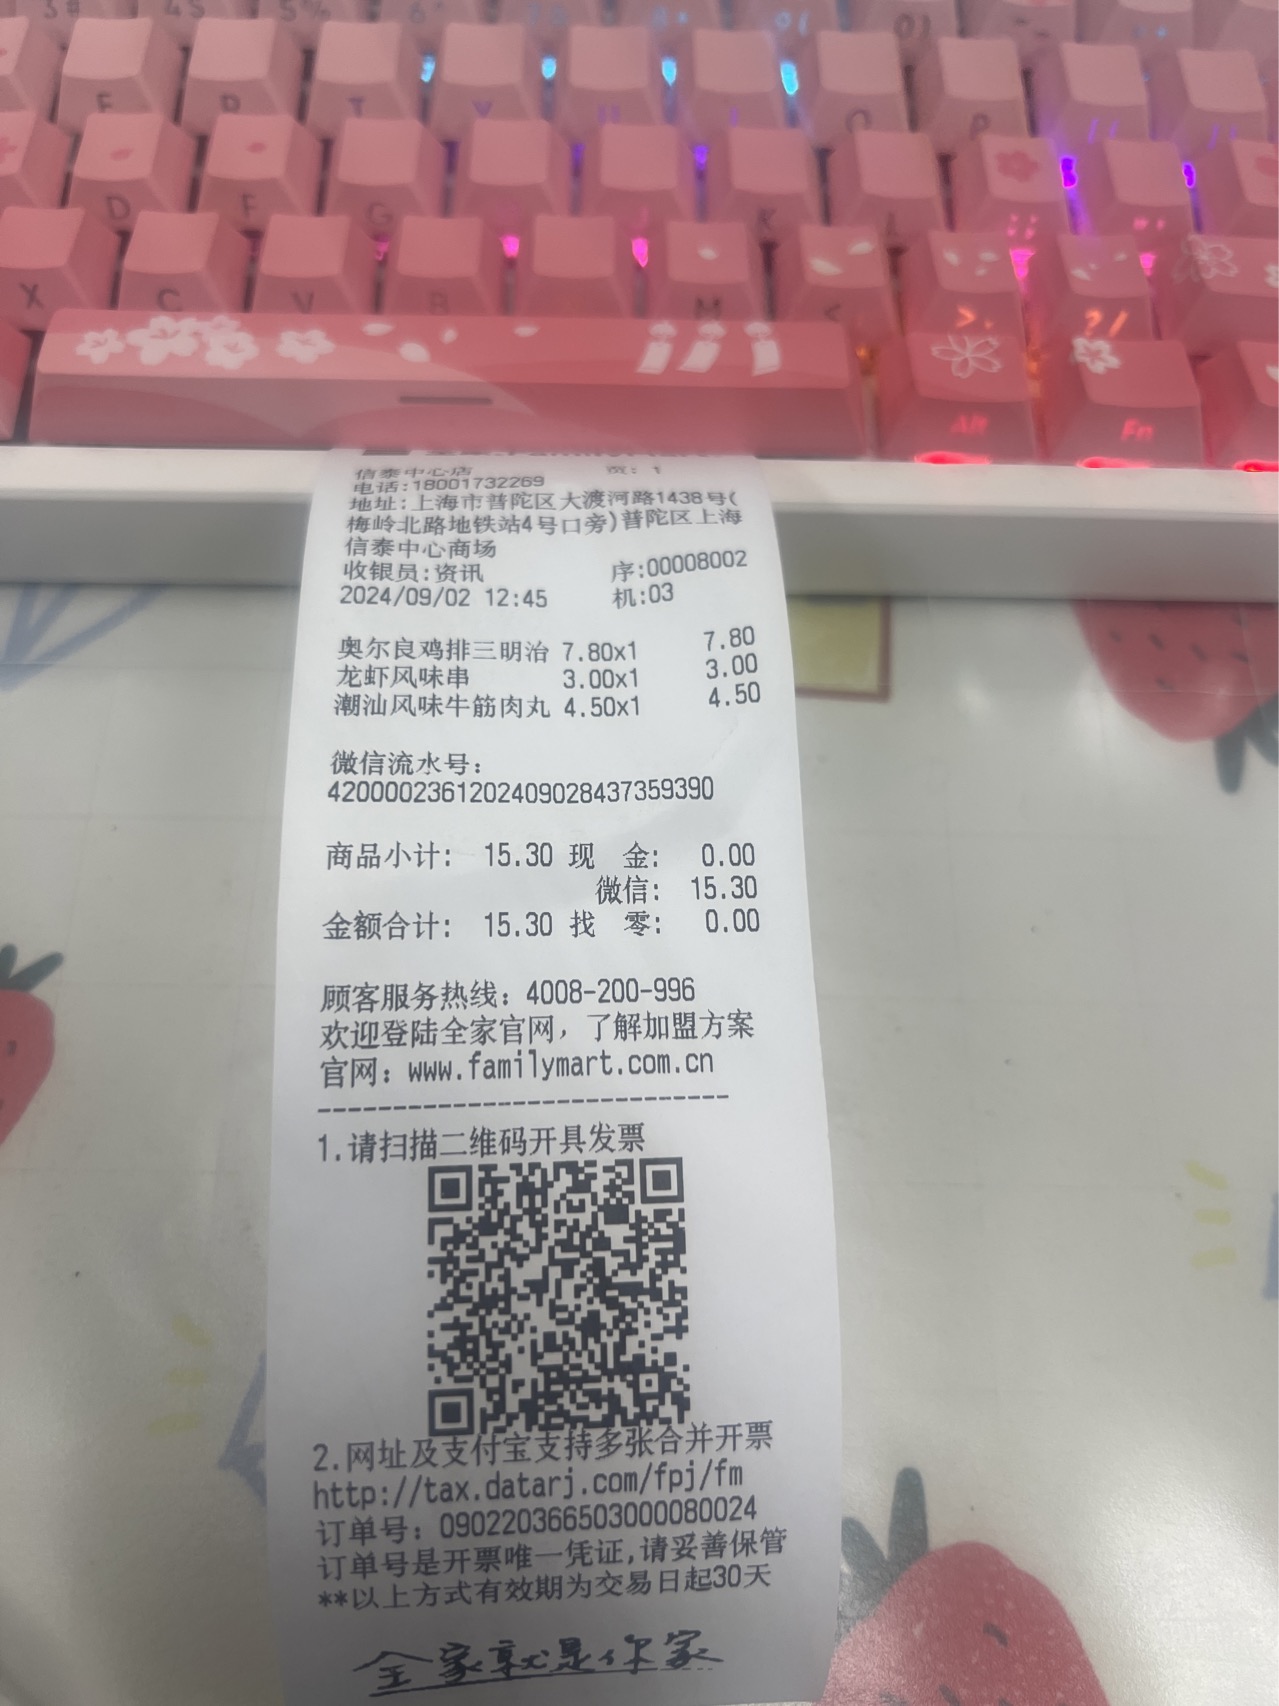 E R T Y U I O P
D F G K L
X C V B M <
>. ?/
Alt Fn
信泰中心店 货: 1
电话:18001732269
地址:上海市普陀区大渡河路1438号(
梅岭北路地铁站4号口旁)普陀区上海
信泰中心商场
收银员:资讯 序:00008002
2024/09/02 12:45 机:03
奥尔良鸡排三明治 7.80x1 7.80
龙虾风味串 3.00x1 3.00
潮汕风味牛筋肉丸 4.50x1 4.50
微信流水号:
4200002361202409028437359390
商品小计: 15.30 现 金: 0.00
微信: 15.30
金额合计: 15.30 找 零: 0.00
顾客服务热线: 4008-200-996
欢迎登陆全家官网, 了解加盟方案
官网: www.familymart.com.cn
----------------------------
1.请扫描二维码开具发票
2.网址及支付宝支持多张合并开票
http://tax.datarj.com/fpj/fm
订单号: 0902203665030000080024
订单号是开票唯一凭证,请妥善保管
**以上方式有效期为交易日起30天
全家就是你家